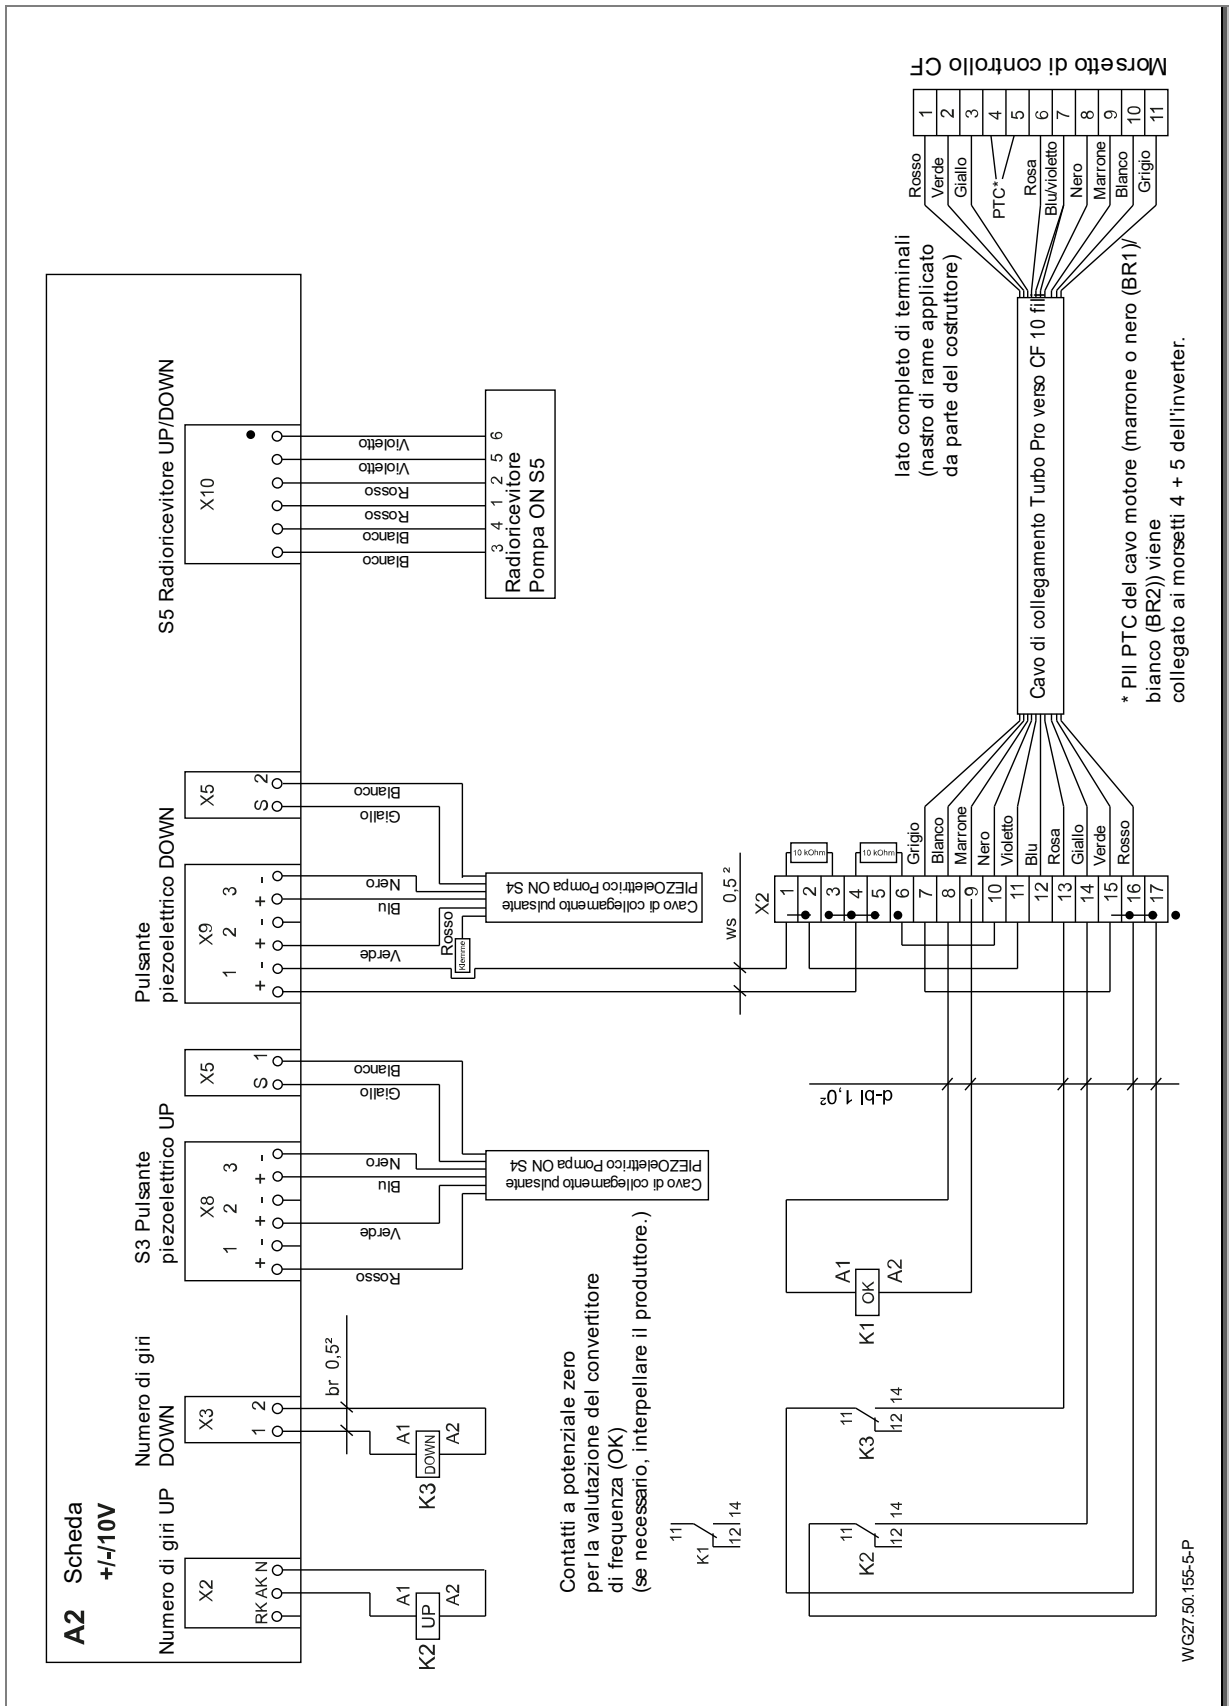 A2 Scheda
+/-/10V
Numero di giri UP
X2
RK AK N
K2
UP
A1
A2
Numero di giri
DOWN
X3
1 2
br 0,5²
K3
DOWN
A1
A2
S3 Pulsante
piezoelettrico UP
X8
1 2 3
+ - + - + -
Rosso
Verde
Blu
Nero
X5
S 1
Giallo
Bianco
Cavo di collegamento pulsante
PIEZOelettrico Pompa ON S4
Pulsante
piezoelettrico DOWN
X9
1 2 3
+ - + - + -
Verde
Rosso
Klemme
Blu
Nero
X5
S 2
Giallo
Bianco
Cavo di collegamento pulsante
PIEZOelettrico Pompa ON S4
S5 Radioricevitore UP/DOWN
X10
Bianco
Bianco
Rosso
Rosso
Violetto
Violetto
3 4 1 2 5 6
Radioricevitore
Pompa ON S5
Contatti a potenziale zero
per la valutazione del convertitore
di frequenza (OK)
(se necessario, interpellare il produttore.)
K1
11
12 14
ws 0,5²
X2
1
2
3
4
5
6
7
8
9
10
11
12
13
14
15
16
17
10 kOhm
10 kOhm
Grigio
Bianco
Marrone
Nero
Violetto
Blu
Rosa
Giallo
Verde
Rosso
Cavo di collegamento Turbo Pro verso CF 10 fili
lato completo di terminali
(nastro di rame applicato
da parte del costruttore)
Rosso
Verde
Giallo
PTC*
Rosa
Blu/violetto
Nero
Marrone
Bianco
Grigio
1
2
3
4
5
6
7
8
9
10
11
Morsetto di controllo CF
* PIl PTC del cavo motore (marrone o nero (BR1)/
bianco (BR2)) viene
collegato ai morsetti 4 + 5 dell'inverter.
d-bl 1,0²
K1
OK
A1
A2
K3
11
12 14
K2
11
12 14
WG27.50.155-5-P